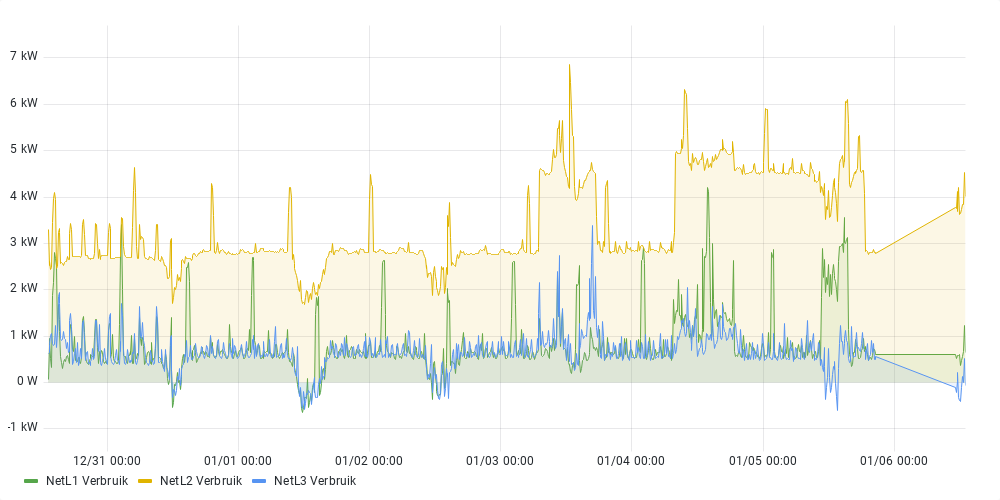 7 kW
6 kW
5 kW
4 kW
3 kW
2 kW
1 kW
0 W
-1 kW
12/31 00:00 01/01 00:00 01/02 00:00 01/03 00:00 01/04 00:00 01/05 00:00 01/06 00:00
NetL1 Verbruik NetL2 Verbruik NetL3 Verbruik